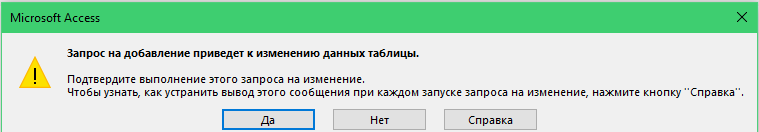 Microsoft Access
Запрос на добавление приведет к изменению данных таблицы.
Подтвердите выполнение этого запроса на изменение.
Чтобы узнать, как устранить вывод этого сообщения при каждом запуске запроса на изменение, нажмите кнопку "Справка".
Да Нет Справка